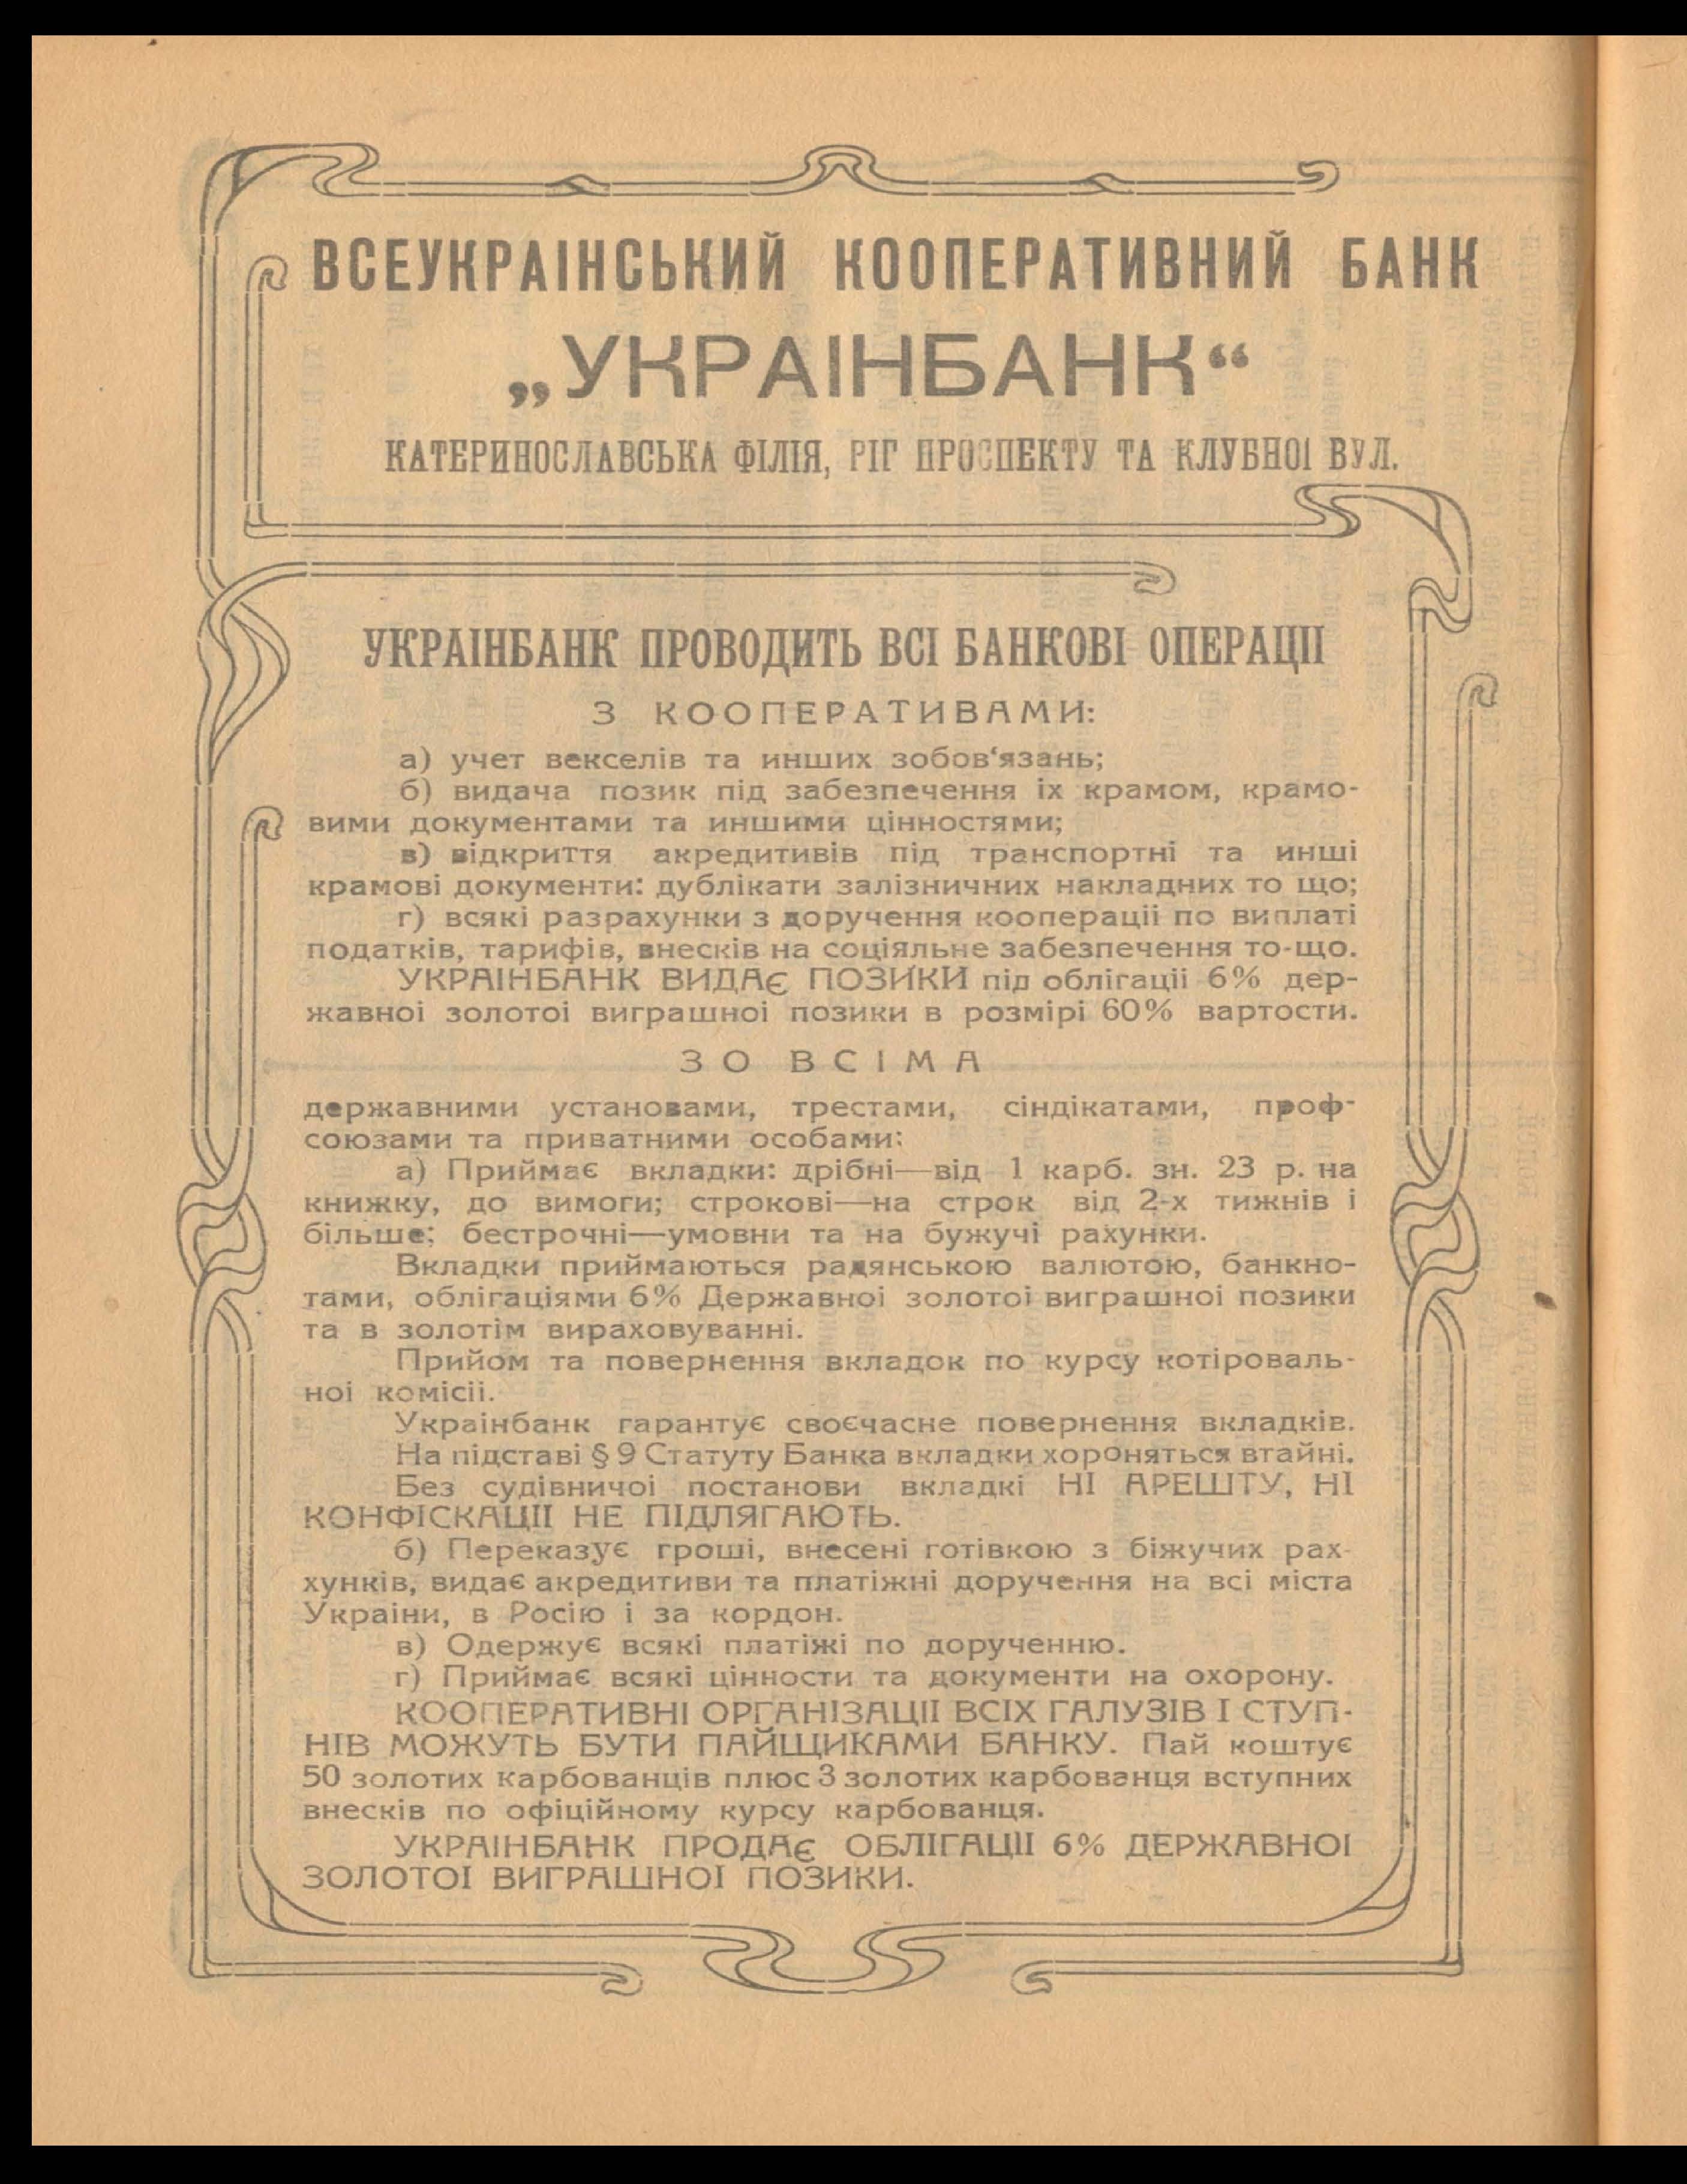 ВСЕУКРАІНСЬКИЙ КООПЕРАТИВНИЙ БАНК
„УКРАІНБАНК“
КАТЕРИНОСЛАВСЬКА ФІЛІЯ, РІГ ПРОСПЕКТУ ТА КЛУБНОІ ВУЛ.
УКРАІНБАНК ПРОВОДИТЬ ВСІ БАНКОВІ ОПЕРАЦІІ
З КООПЕРАТИВАМИ:
а) учет векселів та инших зобов‘язань;
б) видача позик під забезпечення іх крамом, крамо-
вими документами та иншими цінностями;
в) відкриття акредитивів під транспортні та инші
крамові документи: дублікати залізничних накладних то що;
г) всякі разрахунки з доручення кооперацii по виплаті
податків, тарифів, внесків на соціяльне забезпечення то-що.
УКРАІНБАНК ВИДАЄ ПОЗИКИ під облігаціі 6% дер-
жавноі золотоі виграшноі позики в розмірі 60% вартости.
ЗО ВСІМА
державними установами, трестами, сіндікатами, проф-
союзами та приватними особами:
а) Приймає вкладки: дрібні—від 1 карб. зн. 23 р. на
книжку, до вимоги; строкові—на строк від 2-х тижнів і
більше; бестрочні—умовни та на бужучі рахунки.
Вкладки приймаються радянською валютою, банкно-
тами, облігаціями 6% Державноі золотоі виграшноі позики
та в золотім вираховуванні.
Прийом та повернення вкладок по курсу котіроваль-
ноі комісіі.
Украінбанк гарантує своєчасне повернення вкладків.
На підставі § 9 Статуту Банка вкладки хороняться втайні.
Без судівничоі постанови вкладкі НІ АРЕШТУ, НІ
КОНФІСКАЦІІ НЕ ПІДЛЯГАЮТЬ.
б) Переказує гроші, внесені готівкою з біжучих рах-
хунків, видає акредитиви та платіжні доручення на всі міста
Украіни, в Росію і за кордон.
в) Одержує всякі платіжі по дорученню.
г) Приймає всякі цінности та документи на охорону.
КООПЕРАТИВНІ ОРГАНІЗАЦІІ ВСІХ ГАЛУЗІВ І СТУП-
НІВ МОЖУТЬ БУТИ ПАЙЩИКАМИ БАНКУ. Пай коштує
50 золотих карбованців плюс 3 золотих карбованця вступних
внесків по офіційному курсу карбованця.
УКРАІНБАНК ПРОДАЄ ОБЛІГАЦІІ 6% ДЕРЖАВНОІ
ЗОЛОТОІ ВИГРАШНОІ ПОЗИКИ.